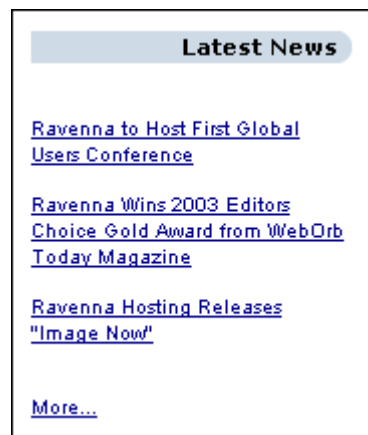 Latest News
Ravenna to Host First Global
Users Conference
Ravenna Wins 2003 Editors
Choice Gold Award from WebOrb
Today Magazine
Ravenna Hosting Releases
"Image Now"
More...